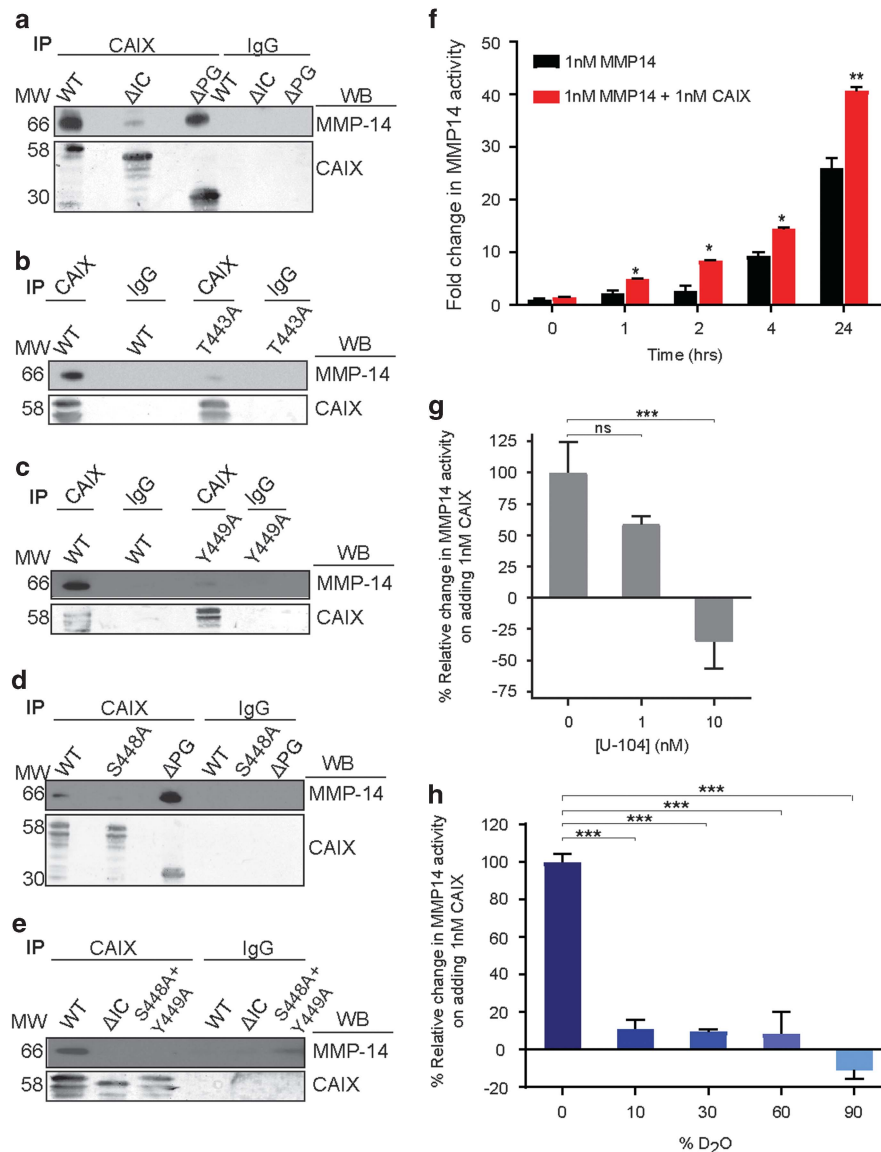 a
IP CAIX IgG
MW WT ΔIC ΔPG WT ΔIC ΔPG WB
66 MMP-14
58 CAIX
30
b
IP CAIX IgG CAIX IgG
MW WT WT T443A T443A WB
66 MMP-14
58 CAIX
c
IP CAIX IgG CAIX IgG
MW WT WT Y449A Y449A WB
66 MMP-14
58 CAIX
d
IP CAIX IgG
MW WT S448A ΔPG WT S448A ΔPG WB
66 MMP-14
58 CAIX
30
e
IP CAIX IgG
MW WT ΔIC S448A+ Y449A WT ΔIC S448A+ Y449A WB
66 MMP-14
58 CAIX
f
Fold change in MMP14 activity
50
40
30
20
10
0
1nM MMP14
1nM MMP14 + 1nM CAIX
* * * **
0 1 2 4 24
Time (hrs)
g
% Relative change in MMP14 activity
on adding 1nM CAIX
***
ns
125
100
75
50
25
0
-25
-50
-75
0 1 10
[U-104] (nM)
h
% Relative change in MMP14 activity
on adding 1nM CAIX
***
***
***
***
120
100
80
60
40
20
0
-20
0 10 30 60 90
% D2O